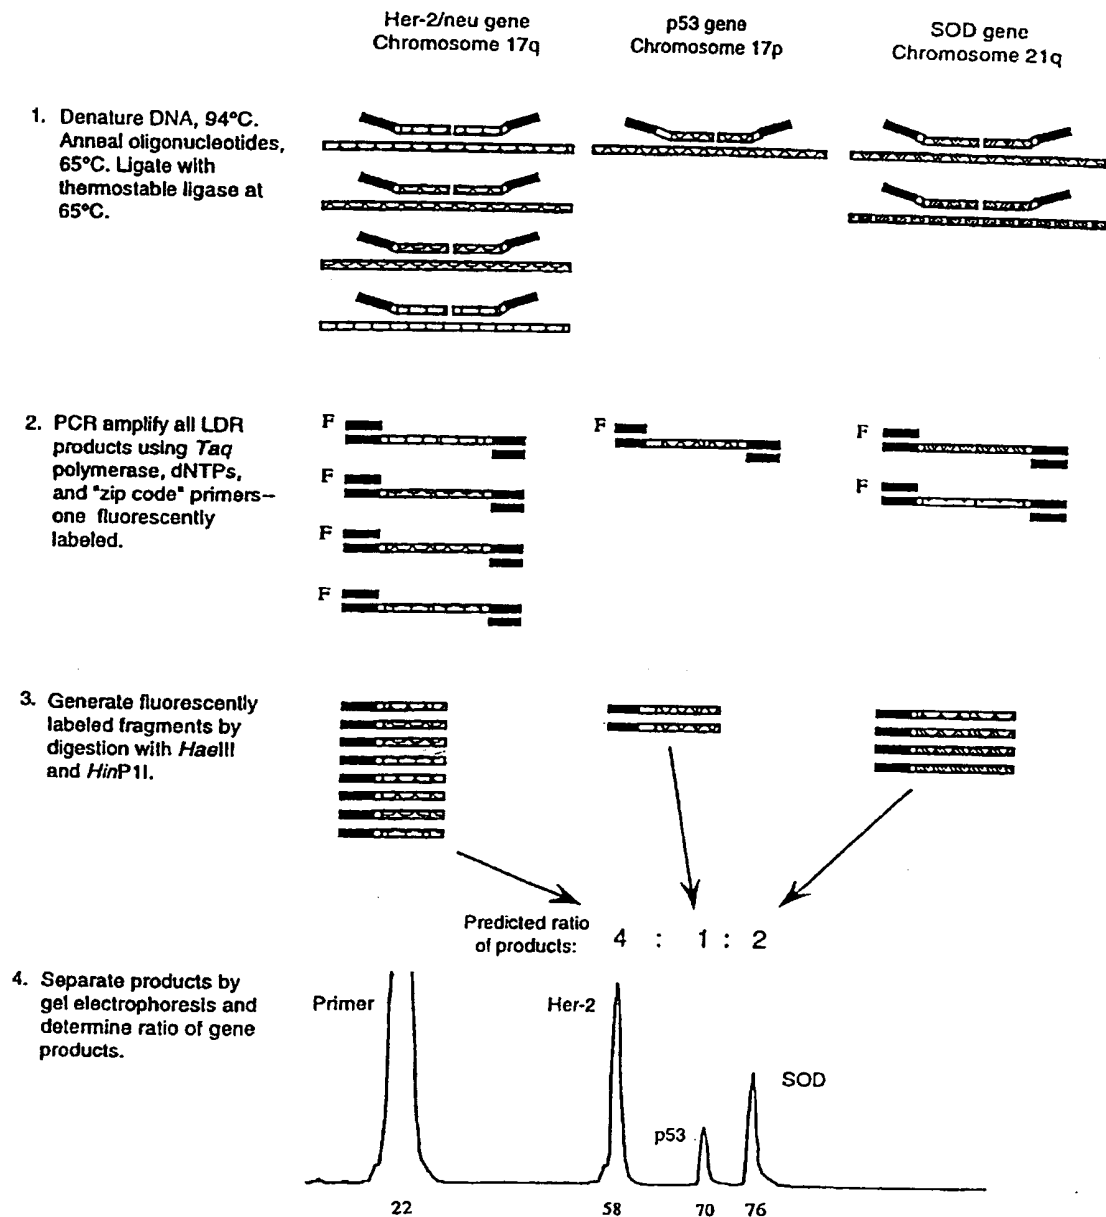 Her-2/neu gene
Chromosome 17q
p53 gene
Chromosome 17p
SOD gene
Chromosome 21q
1. Denature DNA, 94°C.
Anneal oligonucleotides,
65°C. Ligate with
thermostable ligase at
65°C.
2. PCR amplify all LDR
products using Taq
polymerase, dNTPs,
and "zip code" primers--
one fluorescently
labeled.
F
F
F
F
F
F
F
3. Generate fluorescently
labeled fragments by
digestion with HaeIII
and HinP1I.
Predicted ratio
of products:
4 : 1 : 2
4. Separate products by
gel electrophoresis and
determine ratio of gene
products.
Primer
Her-2
p53
SOD
22 58 70 76